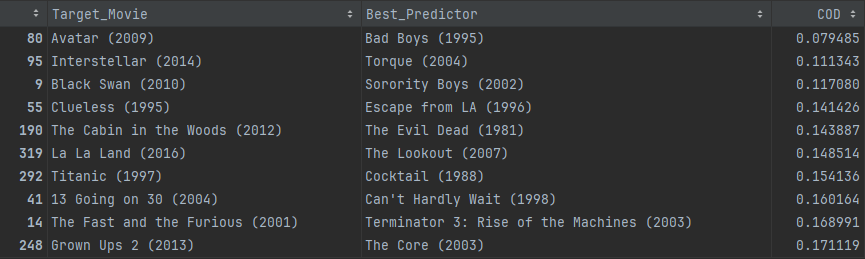 Target_Movie Best_Predictor COD
80 Avatar (2009) Bad Boys (1995) 0.079485
95 Interstellar (2014) Torque (2004) 0.111343
9 Black Swan (2010) Sorority Boys (2002) 0.117080
55 Clueless (1995) Escape from LA (1996) 0.141426
190 The Cabin in the Woods (2012) The Evil Dead (1981) 0.143887
319 La La Land (2016) The Lookout (2007) 0.148514
292 Titanic (1997) Cocktail (1988) 0.154136
41 13 Going on 30 (2004) Can't Hardly Wait (1998) 0.160164
14 The Fast and the Furious (2001) Terminator 3: Rise of the Machines (2003) 0.168991
248 Grown Ups 2 (2013) The Core (2003) 0.171119